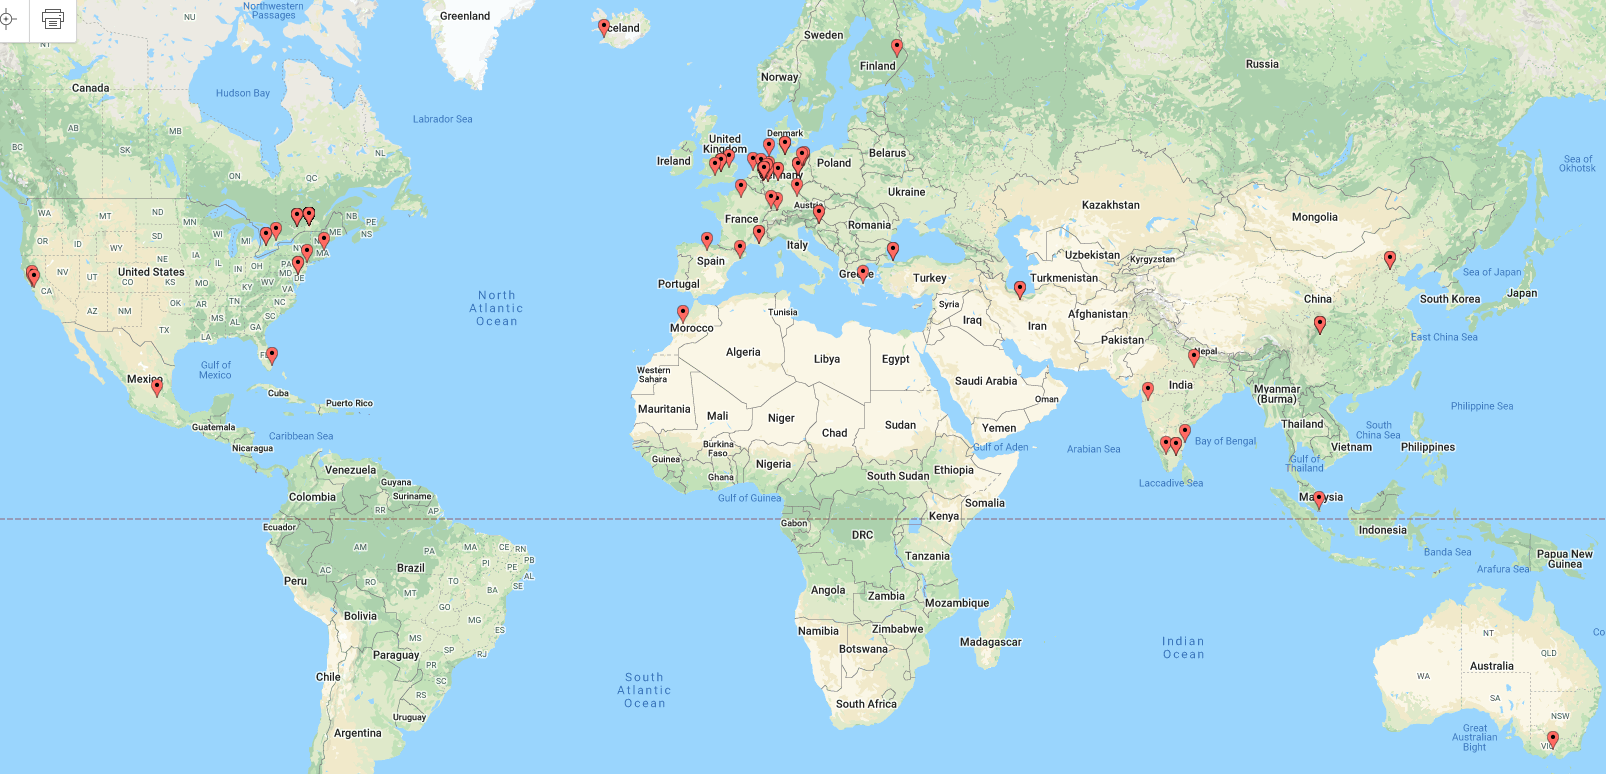 Northwestern
Passages
NU
NT
Greenland
Iceland
Sweden
Finland
Norway
Russia
Canada
Hudson Bay
Labrador Sea
AB
MB
SK
BC
ON
QC
NL
United
Kingdom
Denmark
Ireland
Poland
Belarus
Germany
Ukraine
Sea of
Okhotsk
WA
MT
ND
MN
NB
PE
NS
ME
France
Austria
Romania
Kazakhstan
Mongolia
OR
ID
WY
SD
WI
MI
NY
MA
NE
IA
Italy
Spain
Portugal
Greece
Turkey
Uzbekistan
Kyrgyzstan
Turkmenistan
NV
UT
United States
CO
KS
MO
IL
IN
OH
PA
MD
DE
WV
KY
VA
CA
AZ
NM
OK
AR
TN
NC
SC
MS
AL
GA
TX
LA
FL
China
South Korea
Japan
Sea of Japan
East China Sea
North
Atlantic
Ocean
Morocco
Tunisia
Syria
Iraq
Iran
Afghanistan
Pakistan
Nepal
India
Gulf of
Mexico
Mexico
Cuba
Puerto Rico
Algeria
Libya
Egypt
Western
Sahara
Saudi Arabia
Oman
Myanmar
(Burma)
Philippine Sea
Mauritania
Mali
Niger
Chad
Sudan
Yemen
Guatemala
Nicaragua
Caribbean Sea
Burkina
Faso
Gulf of Aden
Arabian Sea
Bay of Bengal
Thailand
South
China Sea
Vietnam
Philippines
Guinea
Ghana
Nigeria
South Sudan
Ethiopia
Gulf of
Thailand
Laccadive Sea
Venezuela
Guyana
Suriname
Colombia
Gulf of Guinea
Somalia
Malaysia
RR
AP
Ecuador
Gabon
Kenya
DRC
Indonesia
AM
PA
MA
CE
RN
PB
PI
PE
AL
SE
Tanzania
Banda Sea
Papua New
Guinea
Arafura Sea
Peru
AC
RO
Brazil
TO
BA
MT
GO
Angola
Zambia
Mozambique
Bolivia
MG
ES
MS
SP
RJ
Namibia
Zimbabwe
Botswana
Madagascar
Indian
Ocean
NT
QLD
Co
Paraguay
PR
SC
Chile
RS
South
Atlantic
Ocean
WA
Australia
SA
South Africa
Uruguay
NSW
Argentina
Great
Australian
Bight
VIC